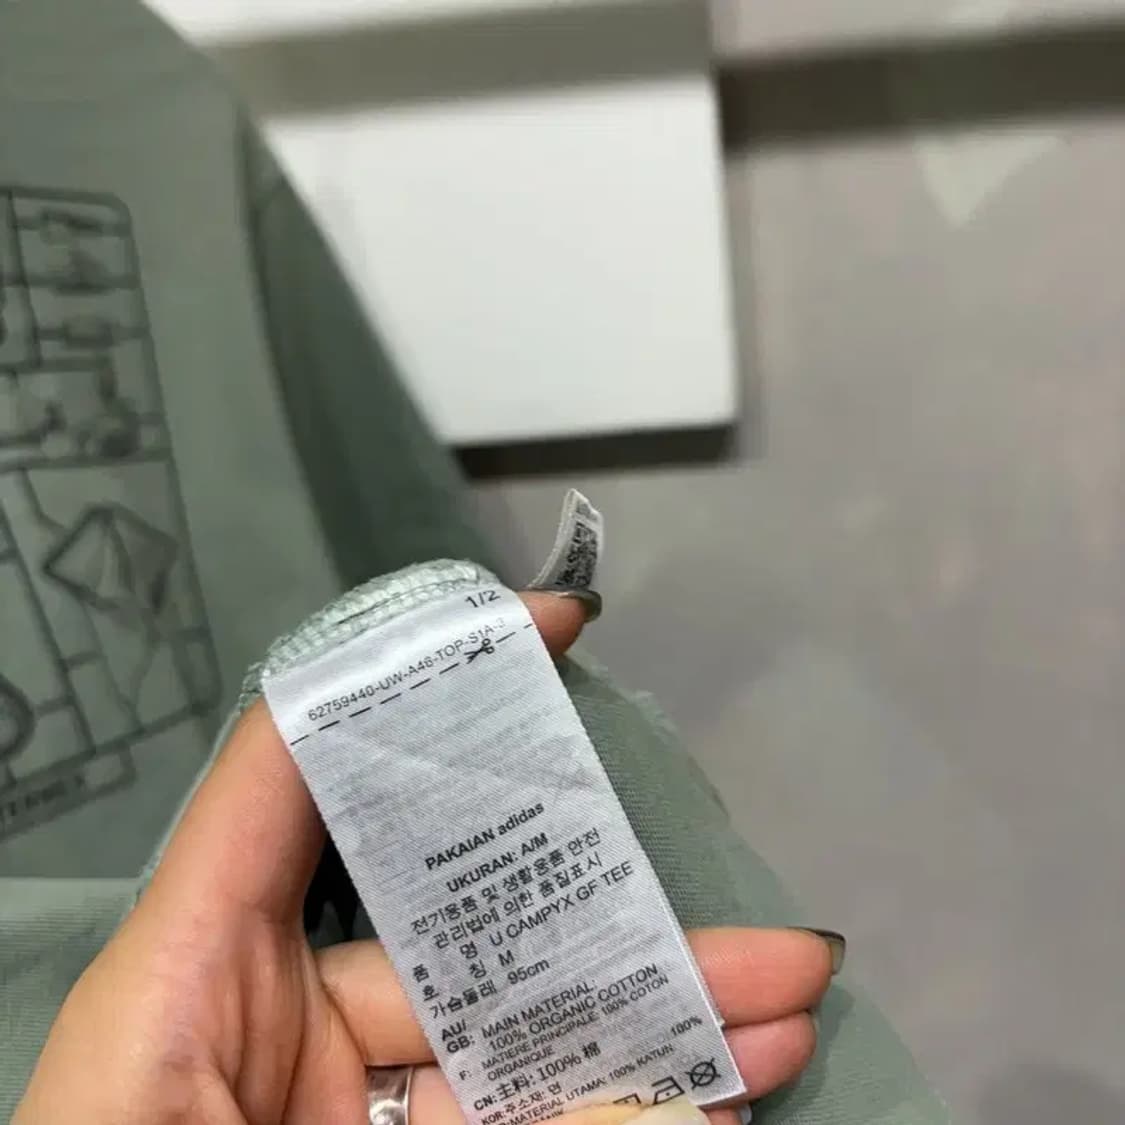 1/2
62759440-UW-A46-TOP-S1A-3
PAKAIAN adidas
UKURAN: A/M
전기용품 및 생활용품 안전
관리법에 의한 품질표시
품 명 U CAMPYX GF TEE
호 칭 M
가슴둘레 95cm
AU/
GB: MAIN MATERIAL:
100% ORGANIC COTTON
F: MATIERE PRINCIPALE: 100% COTON
ORGANIQUE
100%
CN: 主料: 100% 棉
KOR: 주소재: 면
MATERIAL UTAMA: 100% KATUN